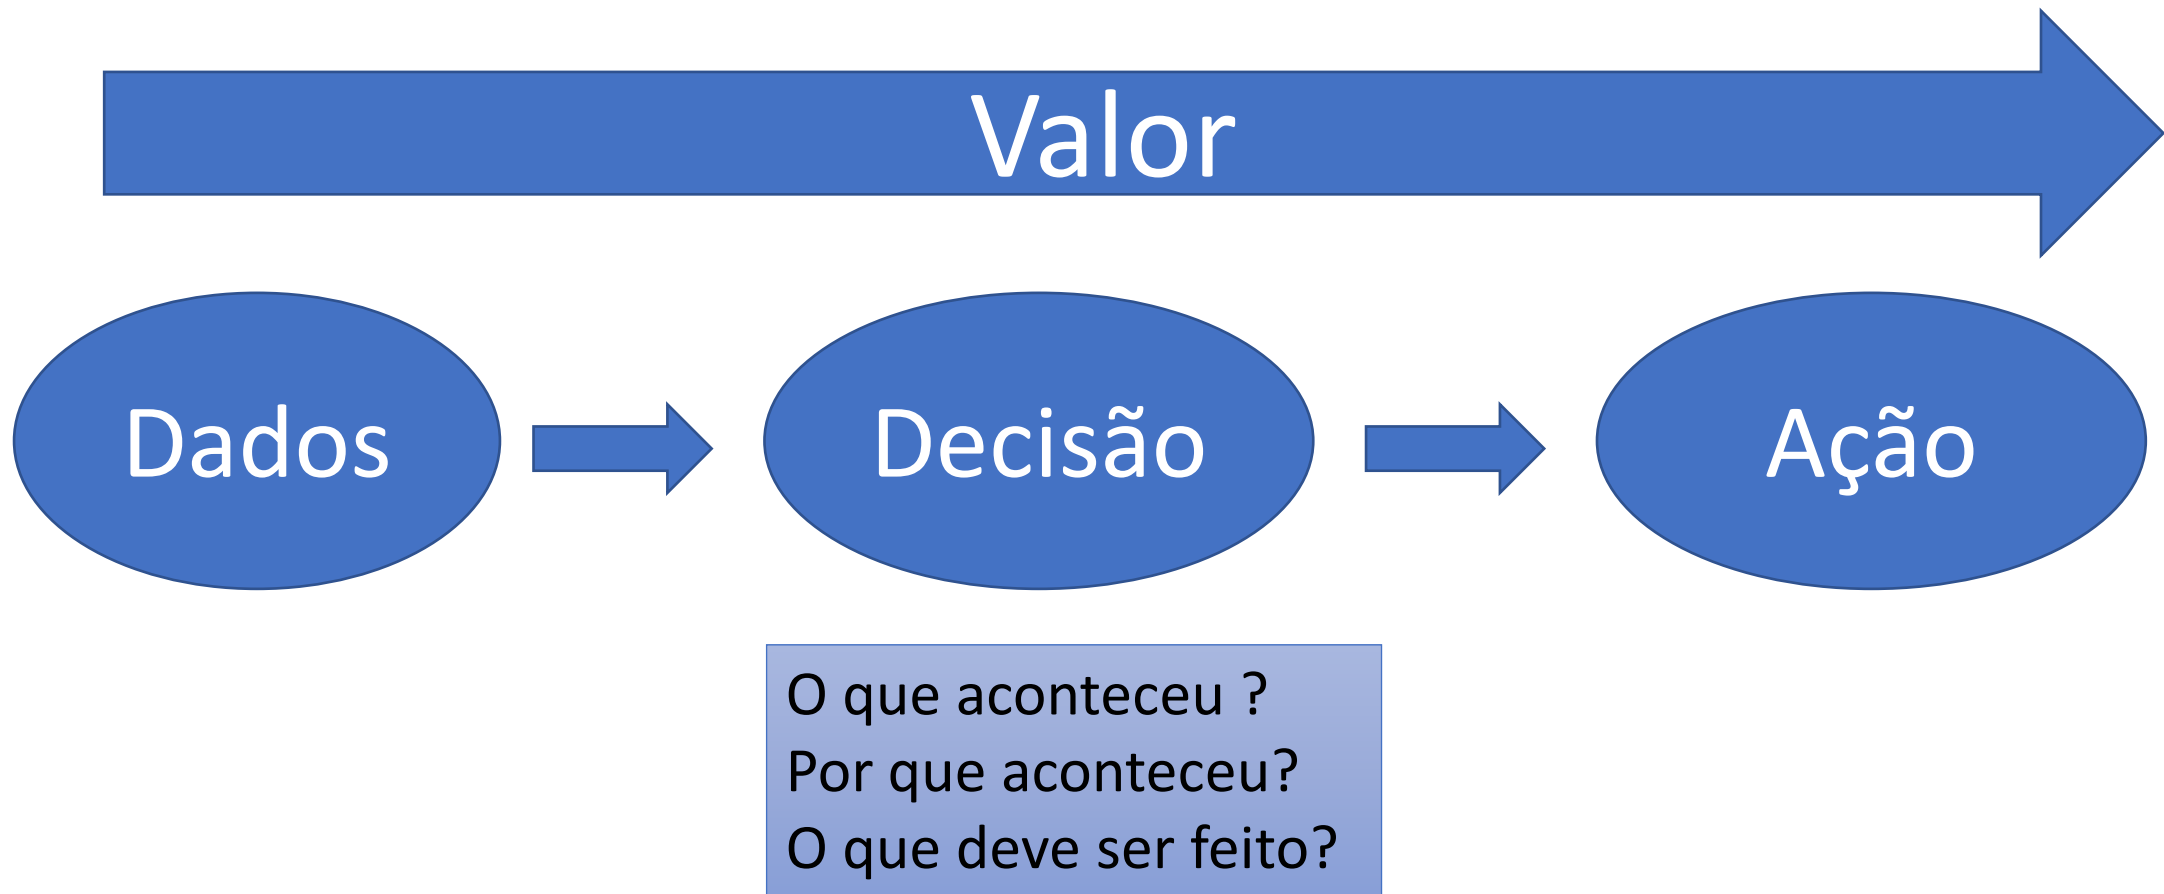 Valor
Dados
Decisão
Ação
O que aconteceu ?
Por que aconteceu?
O que deve ser feito?